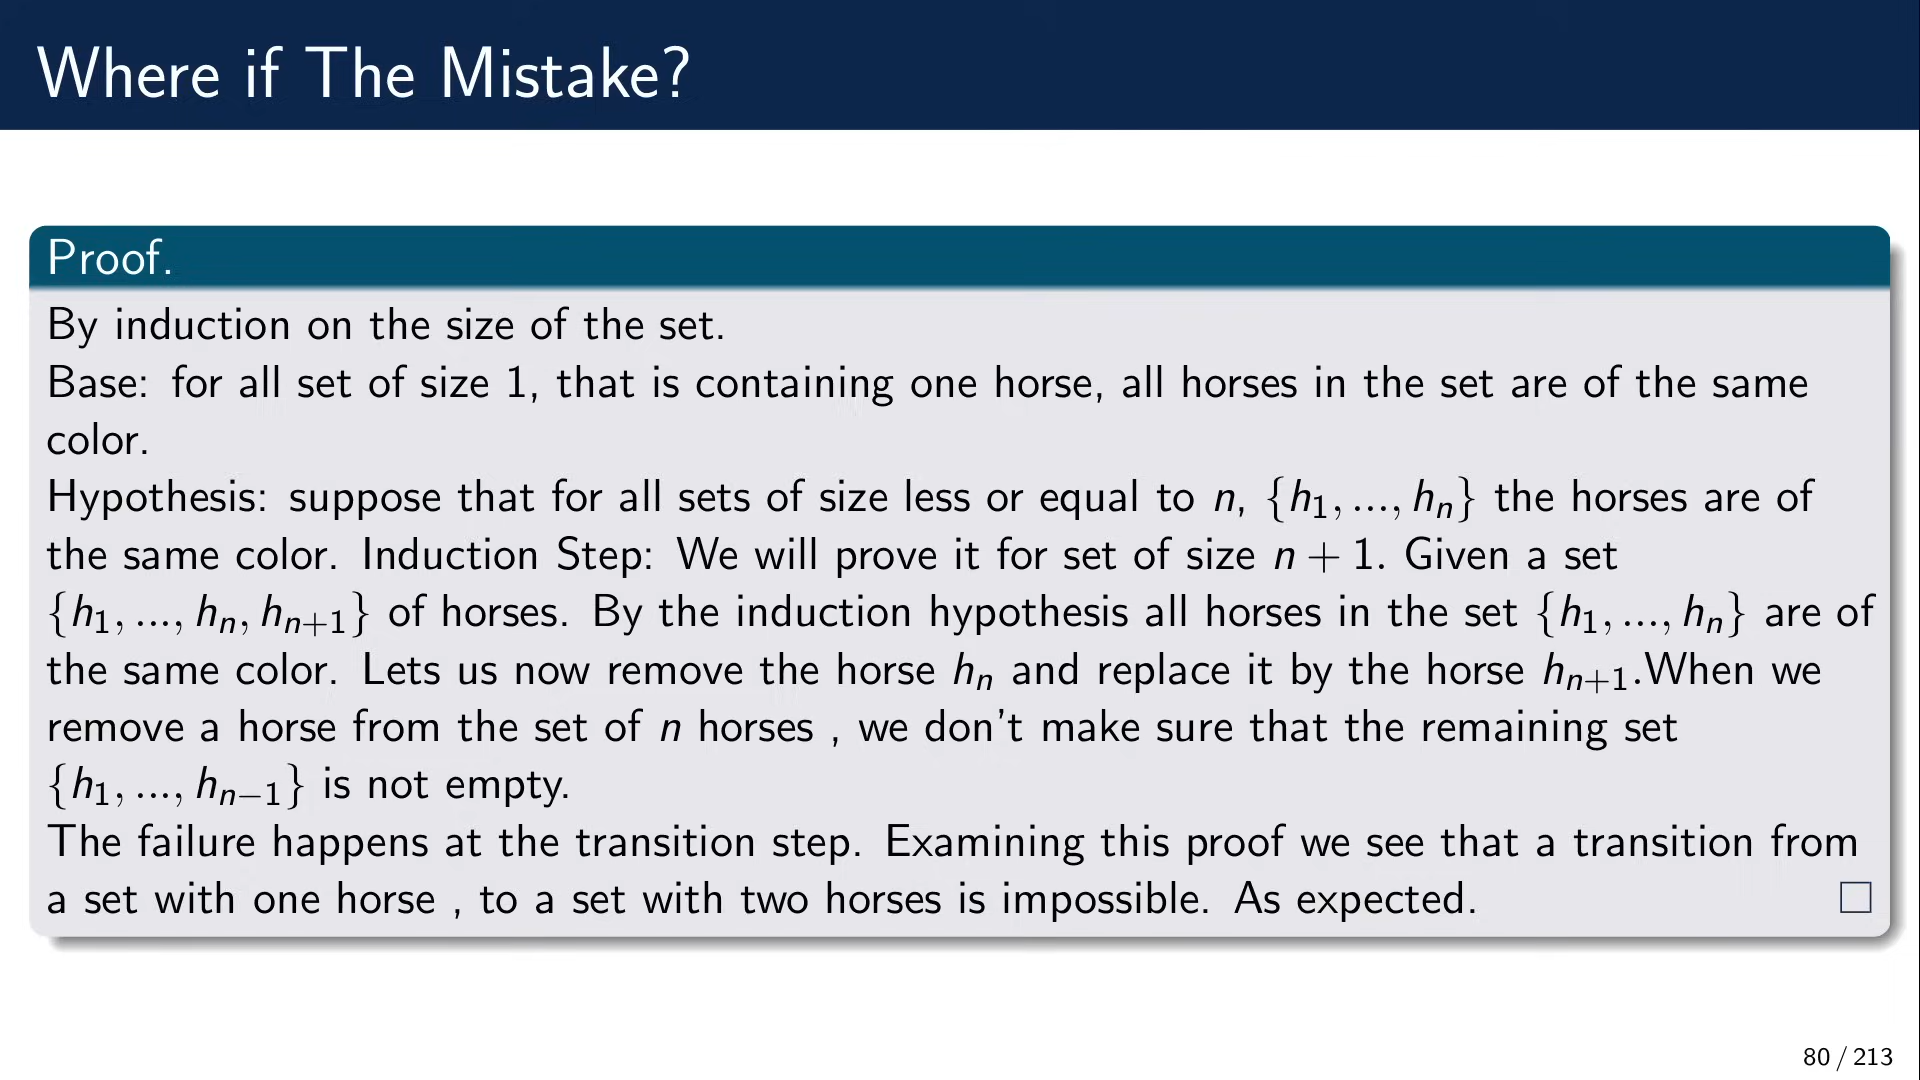 Where if The Mistake?
Proof.
By induction on the size of the set.
Base: for all set of size 1, that is containing one horse, all horses in the set are of the same
color.
Hypothesis: suppose that for all sets of size less or equal to n, {h₁, ..., hₙ} the horses are of
the same color. Induction Step: We will prove it for set of size n + 1. Given a set
{h₁, ..., hₙ, hₙ₊₁} of horses. By the induction hypothesis all horses in the set {h₁, ..., hₙ} are of
the same color. Lets us now remove the horse hₙ and replace it by the horse hₙ₊₁.When we
remove a horse from the set of n horses , we don't make sure that the remaining set
{h₁, ..., hₙ₋₁} is not empty.
The failure happens at the transition step. Examining this proof we see that a transition from
a set with one horse , to a set with two horses is impossible. As expected. □
80 / 213